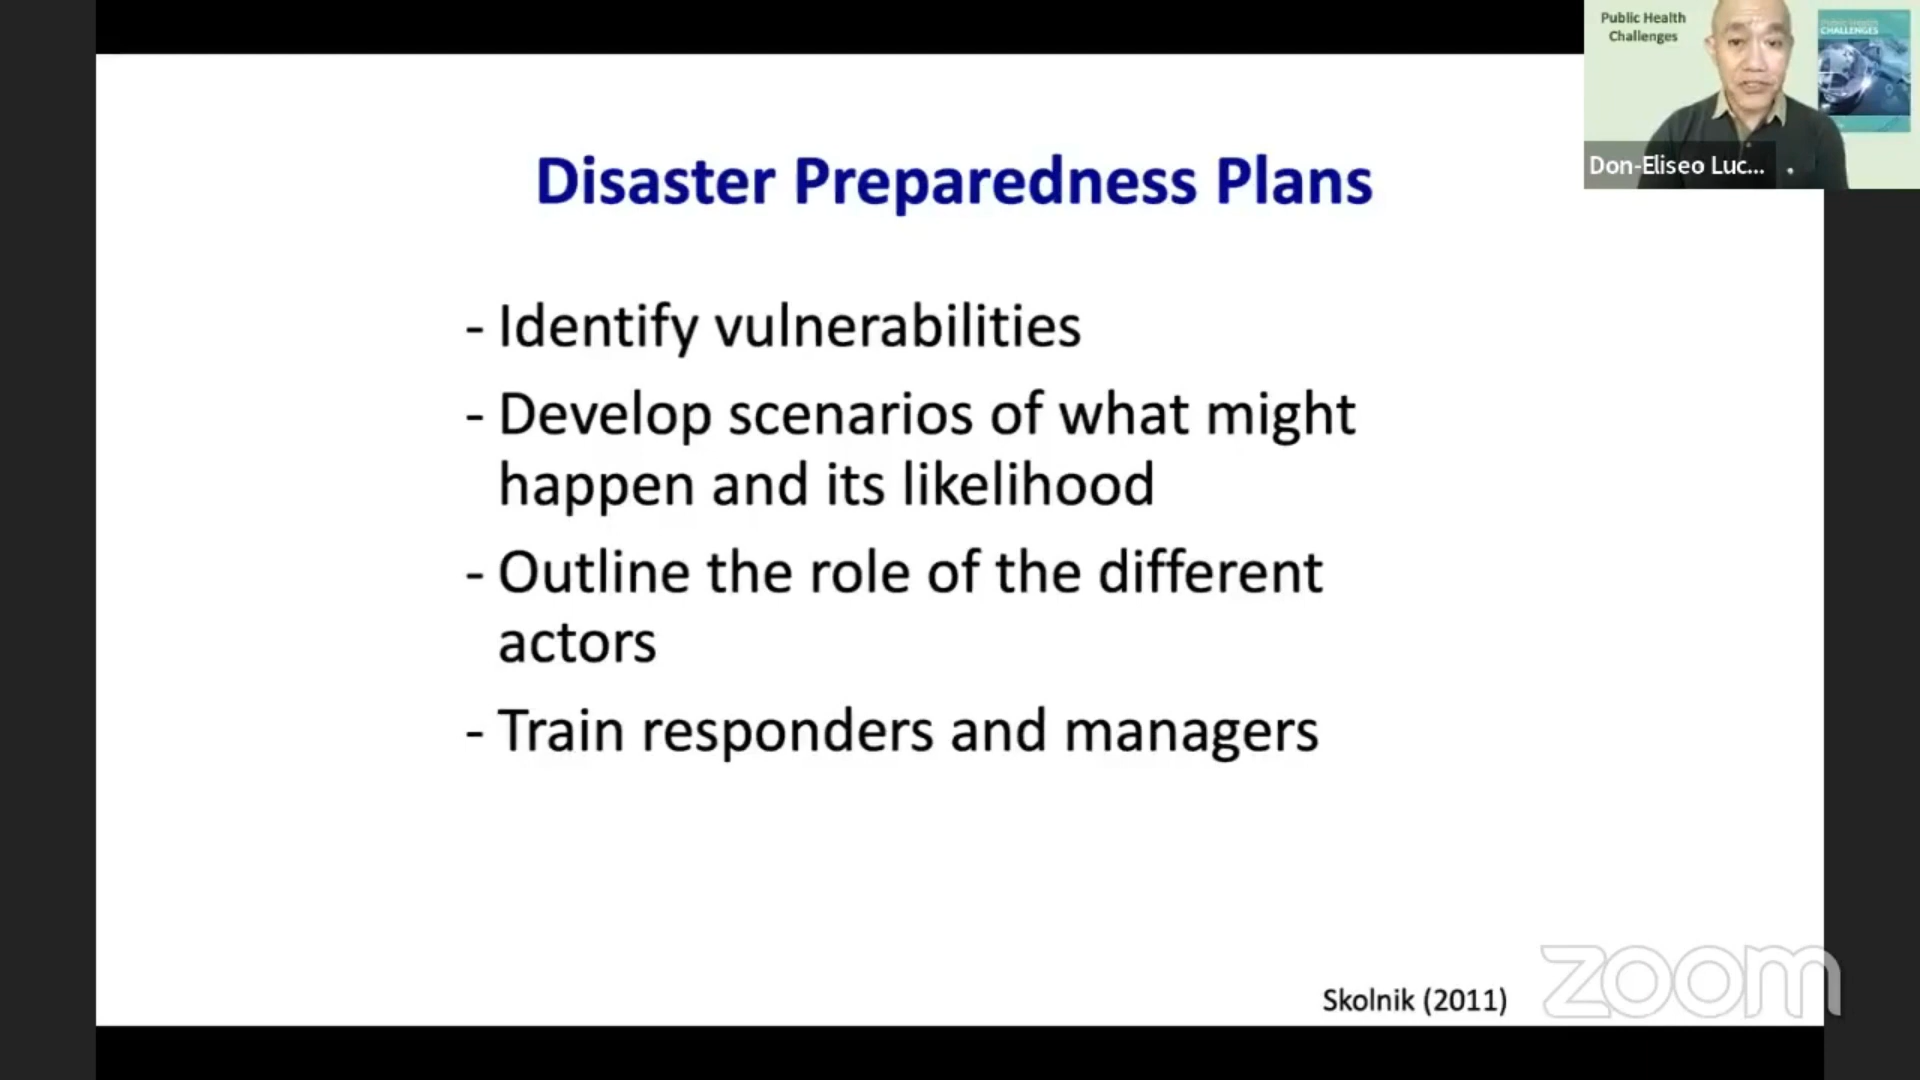 Public Health
Challenges
CHALLENGES
Don-Eliseo Luc...
Disaster Preparedness Plans
- Identify vulnerabilities
- Develop scenarios of what might
happen and its likelihood
- Outline the role of the different
actors
- Train responders and managers
Skolnik (2011)
zoom